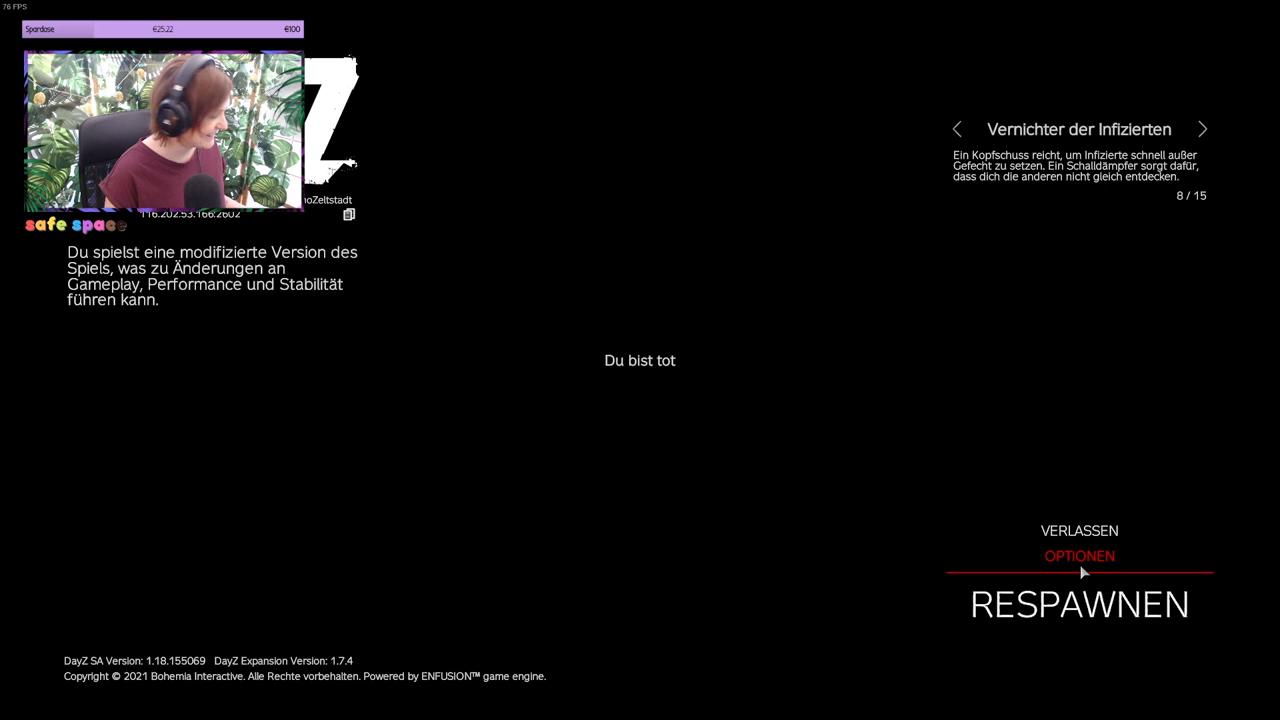 76 FPS
Spardose €25.22 €100
Z
noZeltstadt
116.202.53.166:2602
safe space
Du spielst eine modifizierte Version des
Spiels, was zu Änderungen an
Gameplay, Performance und Stabilität
führen kann.
Vernichter der Infizierten
Ein Kopfschuss reicht, um Infizierte schnell außer
Gefecht zu setzen. Ein Schalldämpfer sorgt dafür,
dass dich die anderen nicht gleich entdecken.
8 / 15
Du bist tot
VERLASSEN
OPTIONEN
RESPAWNEN
DayZ SA Version: 1.18.155069 DayZ Expansion Version: 1.7.4
Copyright © 2021 Bohemia Interactive. Alle Rechte vorbehalten. Powered by ENFUSION™ game engine.